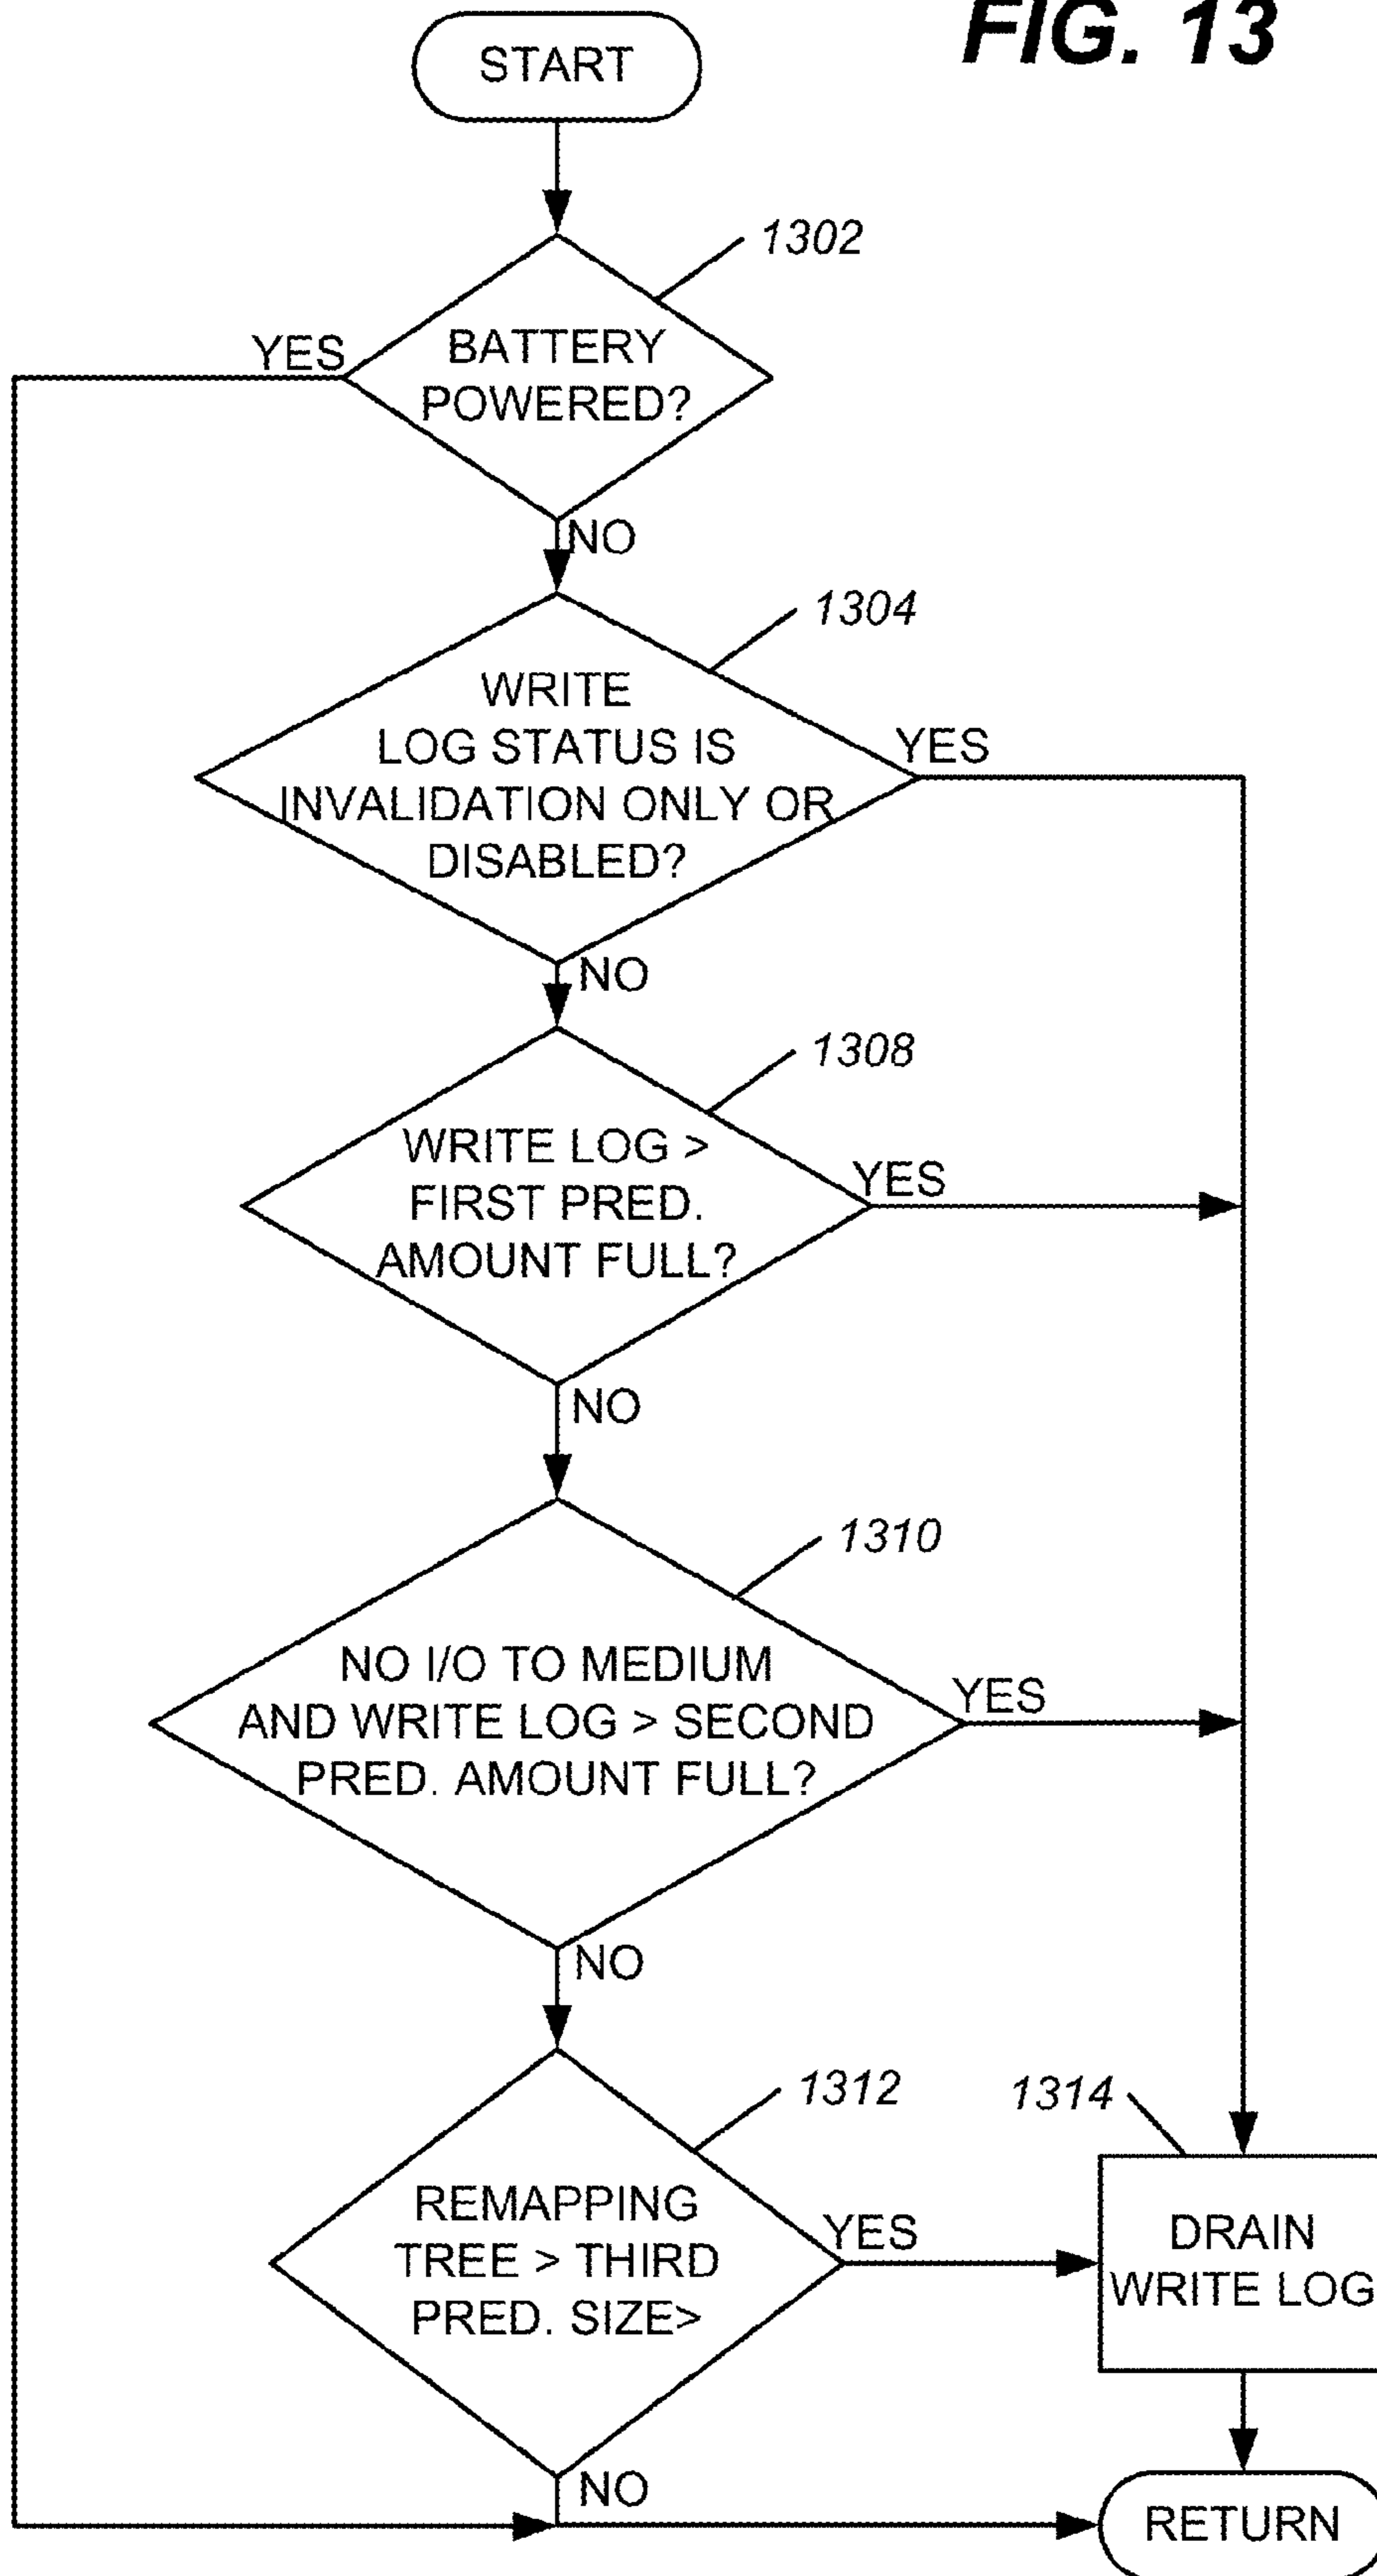 FIG. 13
START
1302
BATTERY
POWERED?
YES
NO
1304
WRITE
LOG STATUS IS
INVALIDATION ONLY OR
DISABLED?
YES
NO
1308
WRITE LOG >
FIRST PRED.
AMOUNT FULL?
YES
NO
1310
NO I/O TO MEDIUM
AND WRITE LOG > SECOND
PRED. AMOUNT FULL?
YES
NO
1312
REMAPPING
TREE > THIRD
PRED. SIZE>
YES
NO
1314
DRAIN
WRITE LOG
RETURN